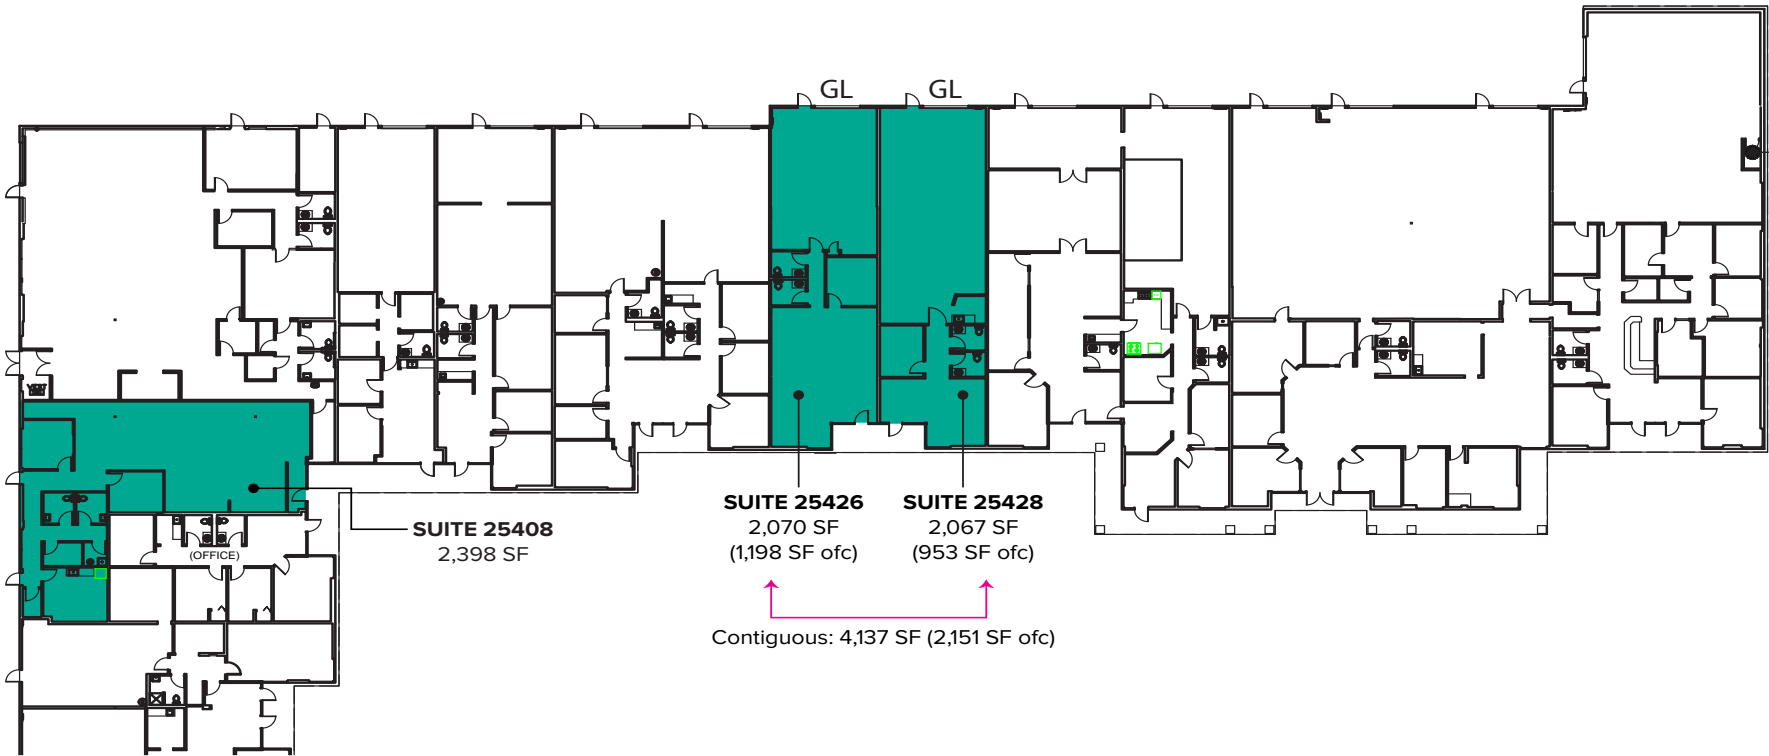 GL
GL
VEST
SUITE 25426
2,070 SF
(1,198 SF ofc)
SUITE 25428
2,067 SF
(953 SF ofc)
SUITE 25408
2,398 SF
(OFFICE)
Contiguous: 4,137 SF (2,151 SF ofc)